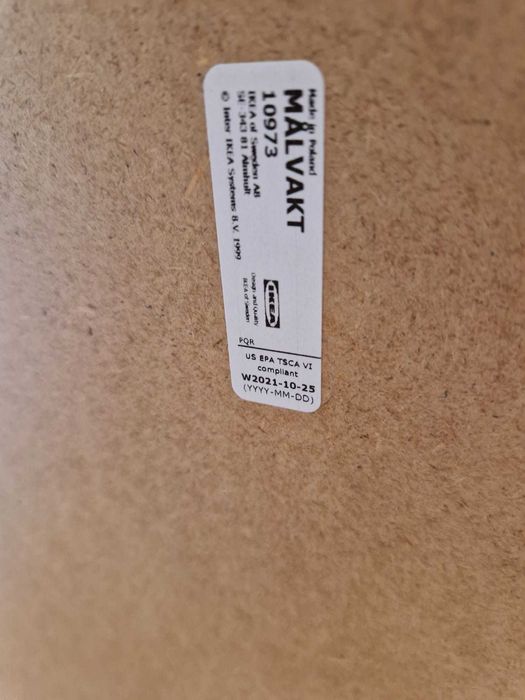 Made in Poland
MÅLVAKT
10973
IKEA of Sweden AB
SE-343 81 Älmhult
© Inter IKEA Systems B.V. 1999
IKEA
Design and Quality
IKEA of Sweden
PQR
US EPA TSCA VI
compliant
W2021-10-25
(YYYY-MM-DD)